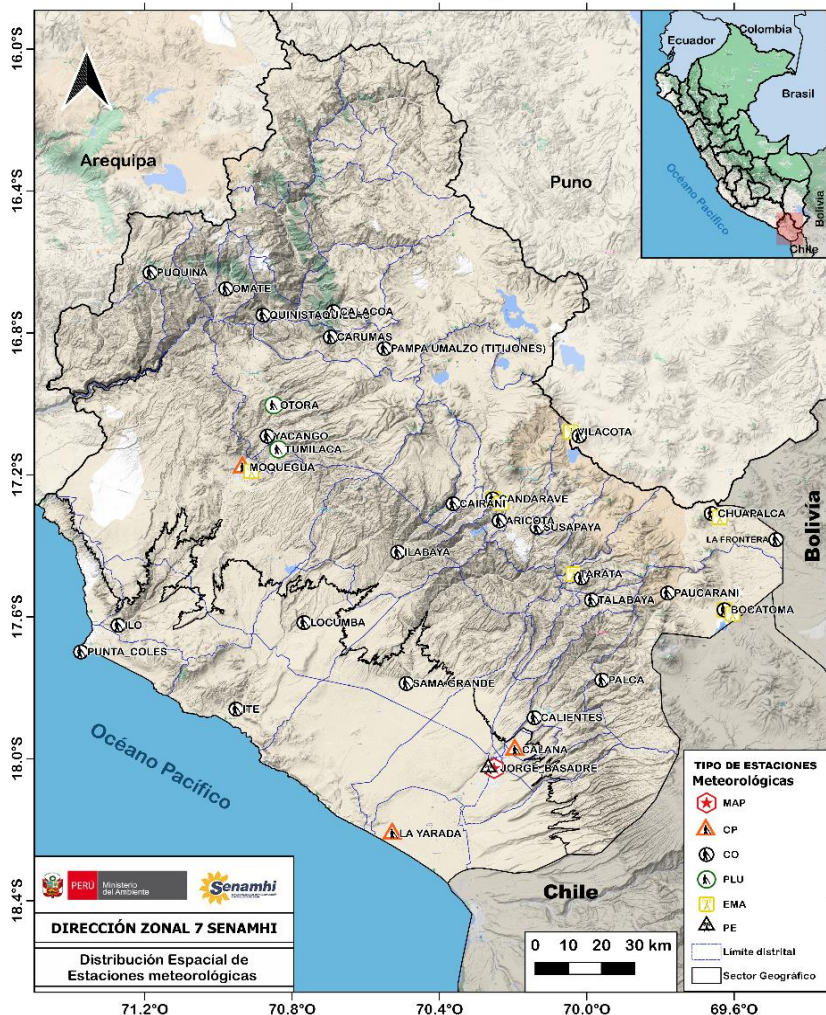 16.0°S
16.4°S
16.8°S
17.2°S
17.6°S
18.0°S
18.4°S
Arequipa
Puno
Ecuador
Colombia
Brasil
Océano Pacífico
Bolivia
Chile
PUQUINA
OMATE
QUINISTAQUILLAS
CALACOA
CARUMAS
PAMPA UMALZO (TITIJONES)
OTORA
YACANGO
TUMILACA
MOQUEGUA
VILACOTA
CANDARAVE
CAIRANI
ARICOTA
SUSAPAYA
CHUAPALCA
LA FRONTERA
Bolívia
ILABAYA
ARATA
TALABAYA
PAUCARANI
BOCATOMA
ILO
LOCUMBA
PUNTA_COLES
SAMA GRANDE
PALCA
ITE
CALIENTES
CALANA
JORGE_BASADRE
LA YARADA
Océano Pacífico
Chile
TIPO DE ESTACIONES
Meteorológicas
MAP
CP
CO
PLU
EMA
PE
Límite distrital
Sector Geográfico
PERÚ
Ministerio
del Ambiente
Senamhi
DIRECCIÓN ZONAL 7 SENAMHI
Distribución Espacial de
Estaciones meteorológicas
0 10 20 30 km
71.2°O 70.8°O 70.4°O 70.0°O 69.6°O